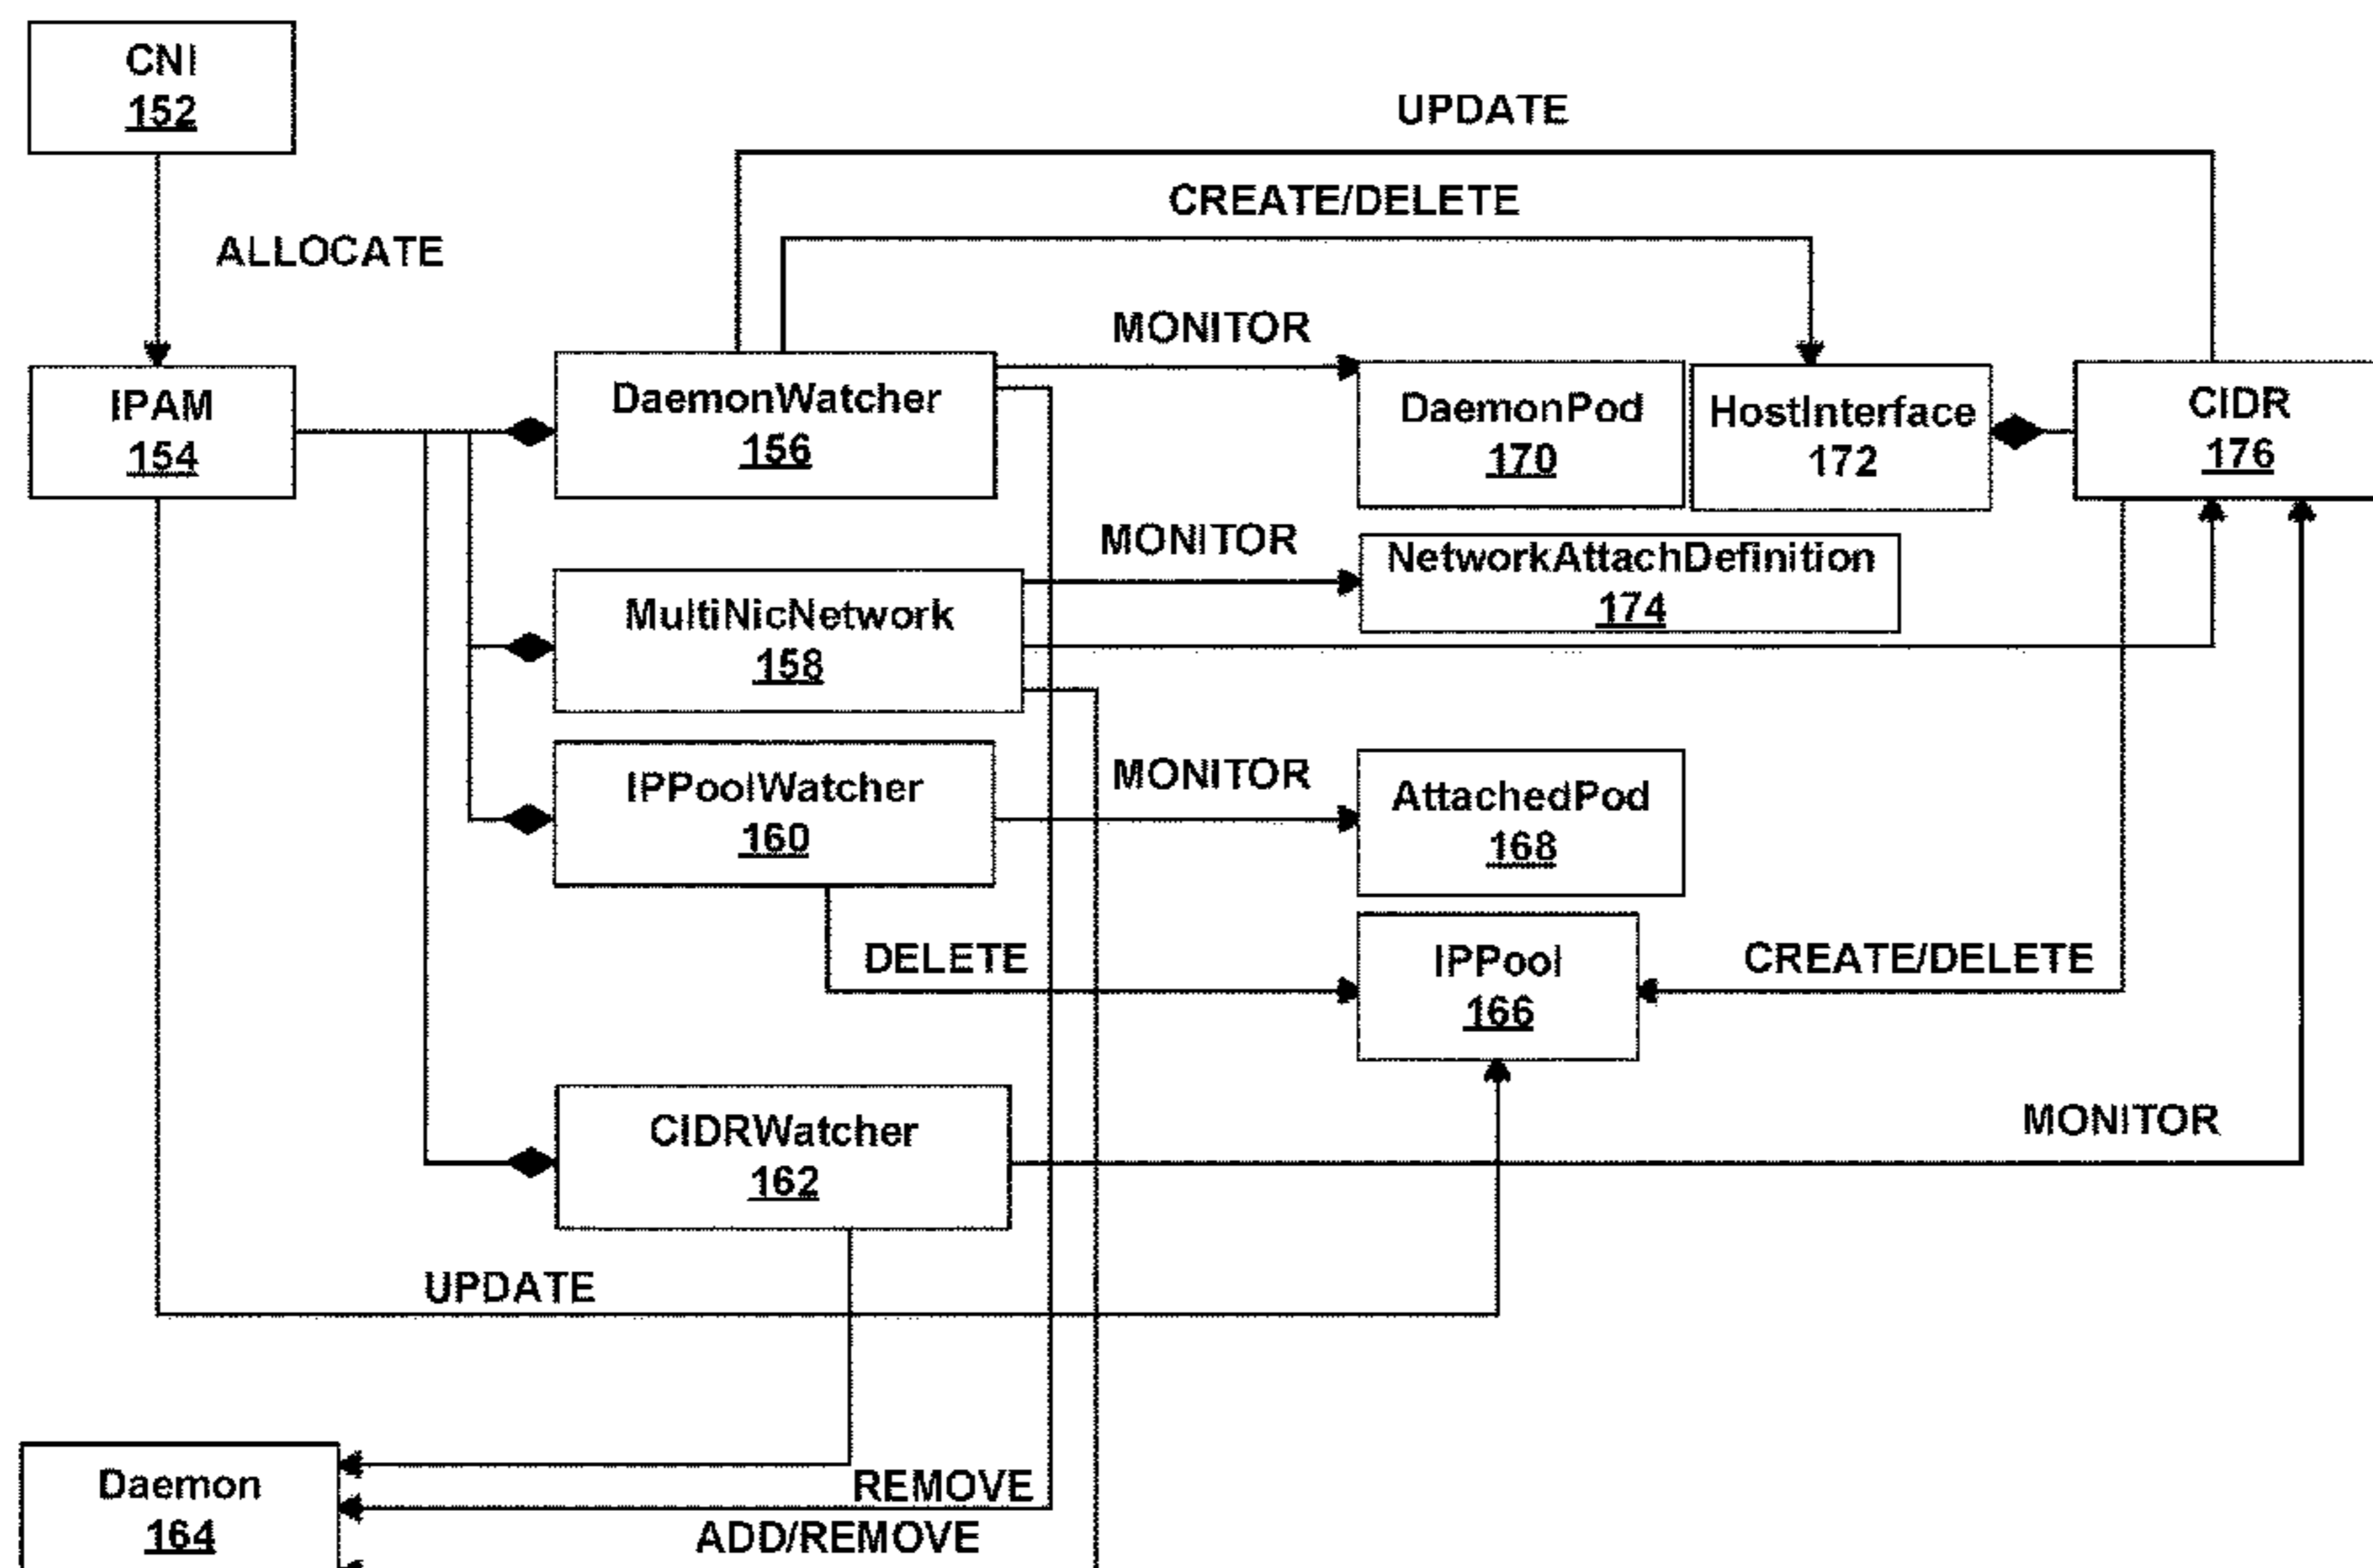 CNI
152
UPDATE
CREATE/DELETE
ALLOCATE
MONITOR
IPAM
154
DaemonWatcher
156
DaemonPod
170
HostInterface
172
CIDR
176
MONITOR
NetworkAttachDefinition
174
MultiNicNetwork
158
IPPoolWatcher
160
MONITOR
AttachedPod
168
DELETE
IPPool
166
CREATE/DELETE
CIDRWatcher
162
MONITOR
UPDATE
Daemon
164
REMOVE
ADD/REMOVE